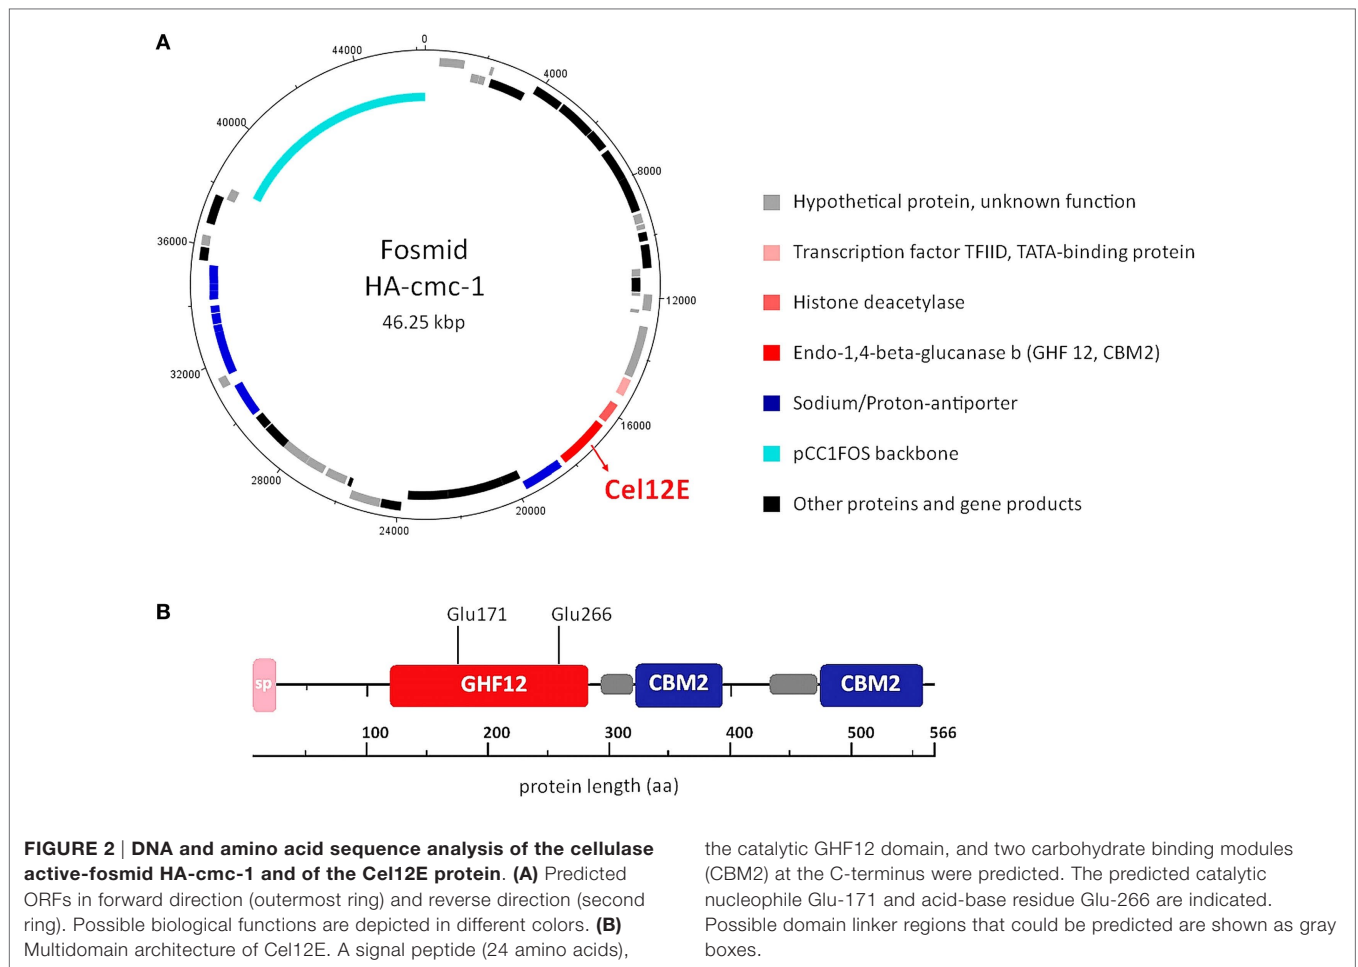 A
0
4000
8000
12000
16000
20000
24000
28000
32000
36000
40000
44000
Fosmid
HA-cmc-1
46.25 kbp
Cel12E
Hypothetical protein, unknown function
Transcription factor TFIID, TATA-binding protein
Histone deacetylase
Endo-1,4-beta-glucanase b (GHF 12, CBM2)
Sodium/Proton-antiporter
pCC1FOS backbone
Other proteins and gene products
B
Glu171 Glu266
sp GHF12 CBM2 CBM2
100 200 300 400 500 566
protein length (aa)
FIGURE 2 | DNA and amino acid sequence analysis of the cellulase
active-fosmid HA-cmc-1 and of the Cel12E protein. (A) Predicted
ORFs in forward direction (outermost ring) and reverse direction (second
ring). Possible biological functions are depicted in different colors. (B)
Multidomain architecture of Cel12E. A signal peptide (24 amino acids),
the catalytic GHF12 domain, and two carbohydrate binding modules
(CBM2) at the C-terminus were predicted. The predicted catalytic
nucleophile Glu-171 and acid-base residue Glu-266 are indicated.
Possible domain linker regions that could be predicted are shown as gray
boxes.